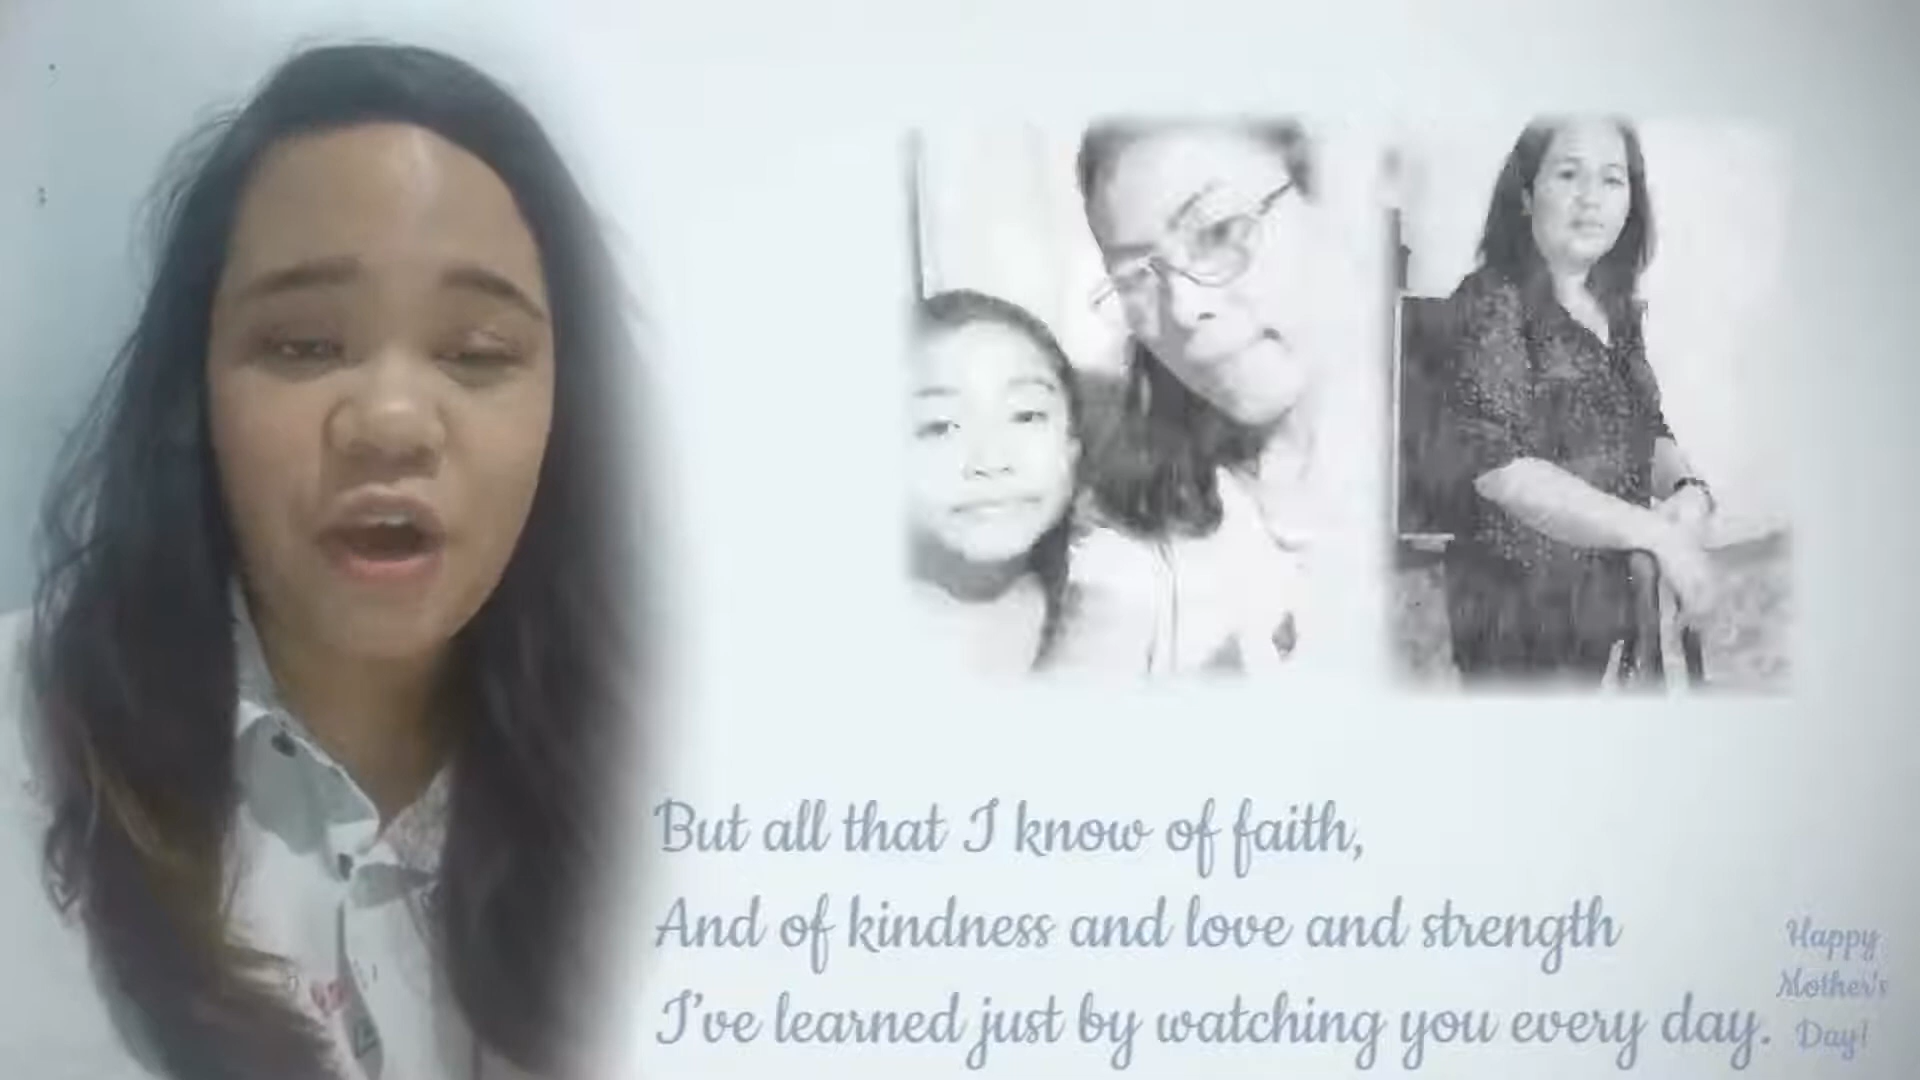 But all that I know of faith,
And of kindness and love and strength
I've learned just by watching you every day.
Happy
Mother's
Day!